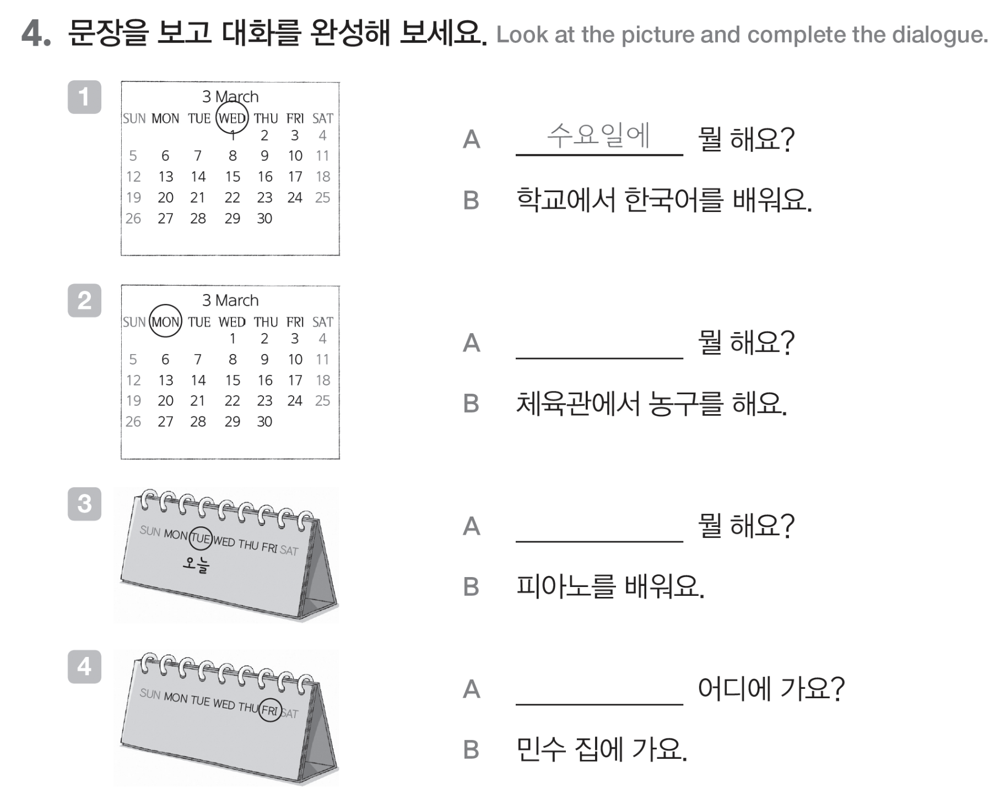 4. 문장을 보고 대화를 완성해 보세요. Look at the picture and complete the dialogue.
1
3 March
SUN MON TUE WED THU FRI SAT
1 2 3 4
5 6 7 8 9 10 11
12 13 14 15 16 17 18
19 20 21 22 23 24 25
26 27 28 29 30
A 수요일에 뭘 해요?
B 학교에서 한국어를 배워요.
2
3 March
SUN MON TUE WED THU FRI SAT
1 2 3 4
5 6 7 8 9 10 11
12 13 14 15 16 17 18
19 20 21 22 23 24 25
26 27 28 29 30
A 뭘 해요?
B 체육관에서 농구를 해요.
3
SUN MON TUE WED THU FRI SAT
오늘
A 뭘 해요?
B 피아노를 배워요.
4
SUN MON TUE WED THU FRI SAT
A 어디에 가요?
B 민수 집에 가요.